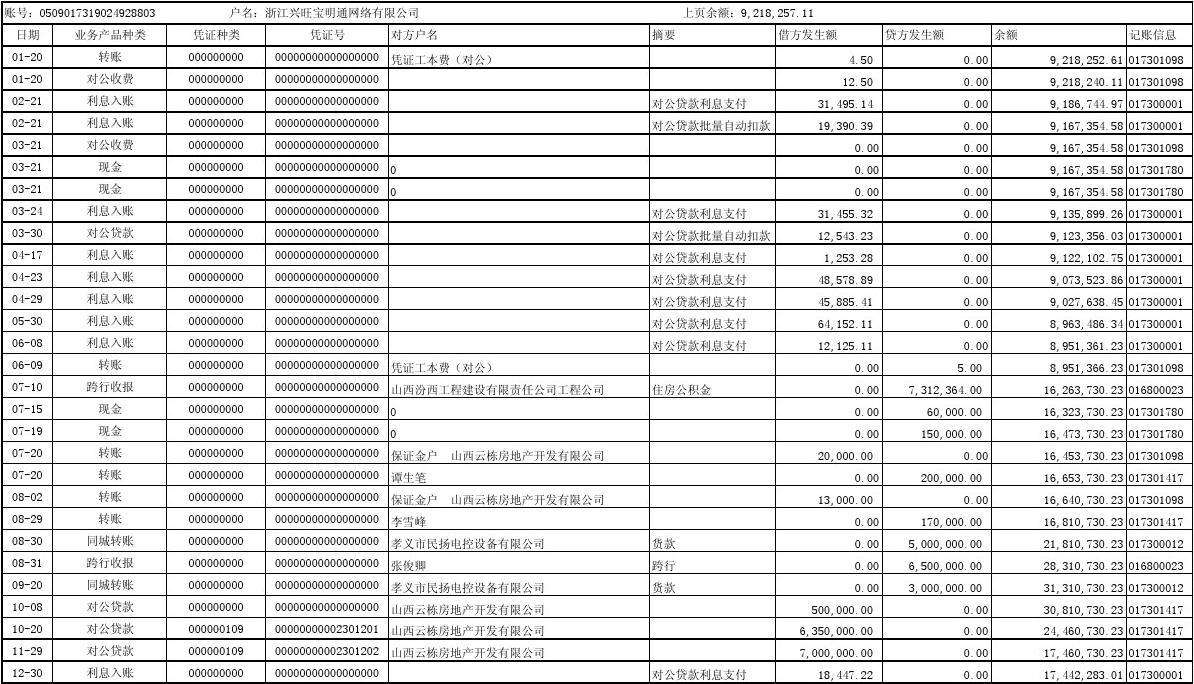 账号：0509017319024928803 户名：浙江兴旺宝明通网络有限公司 上页余额：9,218,257.11
日期 业务产品种类 凭证种类 凭证号 对方户名 摘要 借方发生额 贷方发生额 余额 记账信息
01-20 转账 000000000 00000000000000000 凭证工本费（对公） 4.50 0.00 9,218,252.61 017301098
01-20 对公收费 000000000 00000000000000000 12.50 0.00 9,218,240.11 017301098
02-21 利息入账 000000000 00000000000000000 对公贷款利息支付 31,495.14 0.00 9,186,744.97 017300001
02-21 利息入账 000000000 00000000000000000 对公贷款批量自动扣款 19,390.39 0.00 9,167,354.58 017300001
03-21 对公收费 000000000 00000000000000000 0.00 0.00 9,167,354.58 017301098
03-21 现金 000000000 00000000000000000 0 0.00 0.00 9,167,354.58 017301780
03-21 现金 000000000 00000000000000000 0 0.00 0.00 9,167,354.58 017301780
03-24 利息入账 000000000 00000000000000000 对公贷款利息支付 31,455.32 0.00 9,135,899.26 017300001
03-30 对公贷款 000000000 00000000000000000 对公贷款批量自动扣款 12,543.23 0.00 9,123,356.03 017300001
04-17 利息入账 000000000 00000000000000000 对公贷款利息支付 1,253.28 0.00 9,122,102.75 017300001
04-23 利息入账 000000000 00000000000000000 对公贷款利息支付 48,578.89 0.00 9,073,523.86 017300001
04-29 利息入账 000000000 00000000000000000 对公贷款利息支付 45,885.41 0.00 9,027,638.45 017300001
05-30 利息入账 000000000 00000000000000000 对公贷款利息支付 64,152.11 0.00 8,963,486.34 017300001
06-08 利息入账 000000000 00000000000000000 对公贷款利息支付 12,125.11 0.00 8,951,361.23 017300001
06-09 转账 000000000 00000000000000000 凭证工本费（对公） 0.00 5.00 8,951,366.23 017301098
07-10 跨行收报 000000000 00000000000000000 山西汾西工程建设有限责任公司工程公司 住房公积金 0.00 7,312,364.00 16,263,730.23 016800023
07-15 现金 000000000 00000000000000000 0 0.00 60,000.00 16,323,730.23 017301780
07-19 现金 000000000 00000000000000000 0 0.00 150,000.00 16,473,730.23 017301780
07-20 转账 000000000 00000000000000000 保证金户 山西云栋房地产开发有限公司 20,000.00 0.00 16,453,730.23 017301098
07-20 转账 000000000 00000000000000000 谭生笔 0.00 200,000.00 16,653,730.23 017301417
08-02 转账 000000000 00000000000000000 保证金户 山西云栋房地产开发有限公司 13,000.00 0.00 16,640,730.23 017301098
08-29 转账 000000000 00000000000000000 李雪峰 0.00 170,000.00 16,810,730.23 017301417
08-30 同城转账 000000000 00000000000000000 孝义市民扬电控设备有限公司 货款 0.00 5,000,000.00 21,810,730.23 017300012
08-31 跨行收报 000000000 00000000000000000 张俊卿 跨行 0.00 6,500,000.00 28,310,730.23 016800023
09-20 同城转账 000000000 00000000000000000 孝义市民扬电控设备有限公司 货款 0.00 3,000,000.00 31,310,730.23 017300012
10-08 对公贷款 000000000 00000000000000000 山西云栋房地产开发有限公司 500,000.00 0.00 30,810,730.23 017301417
10-20 对公贷款 000000109 00000000002301201 山西云栋房地产开发有限公司 6,350,000.00 0.00 24,460,730.23 017301417
11-29 对公贷款 000000109 00000000002301202 山西云栋房地产开发有限公司 7,000,000.00 0.00 17,460,730.23 017301417
12-30 利息入账 000000000 00000000000000000 对公贷款利息支付 18,447.22 0.00 17,442,283.01 017300001